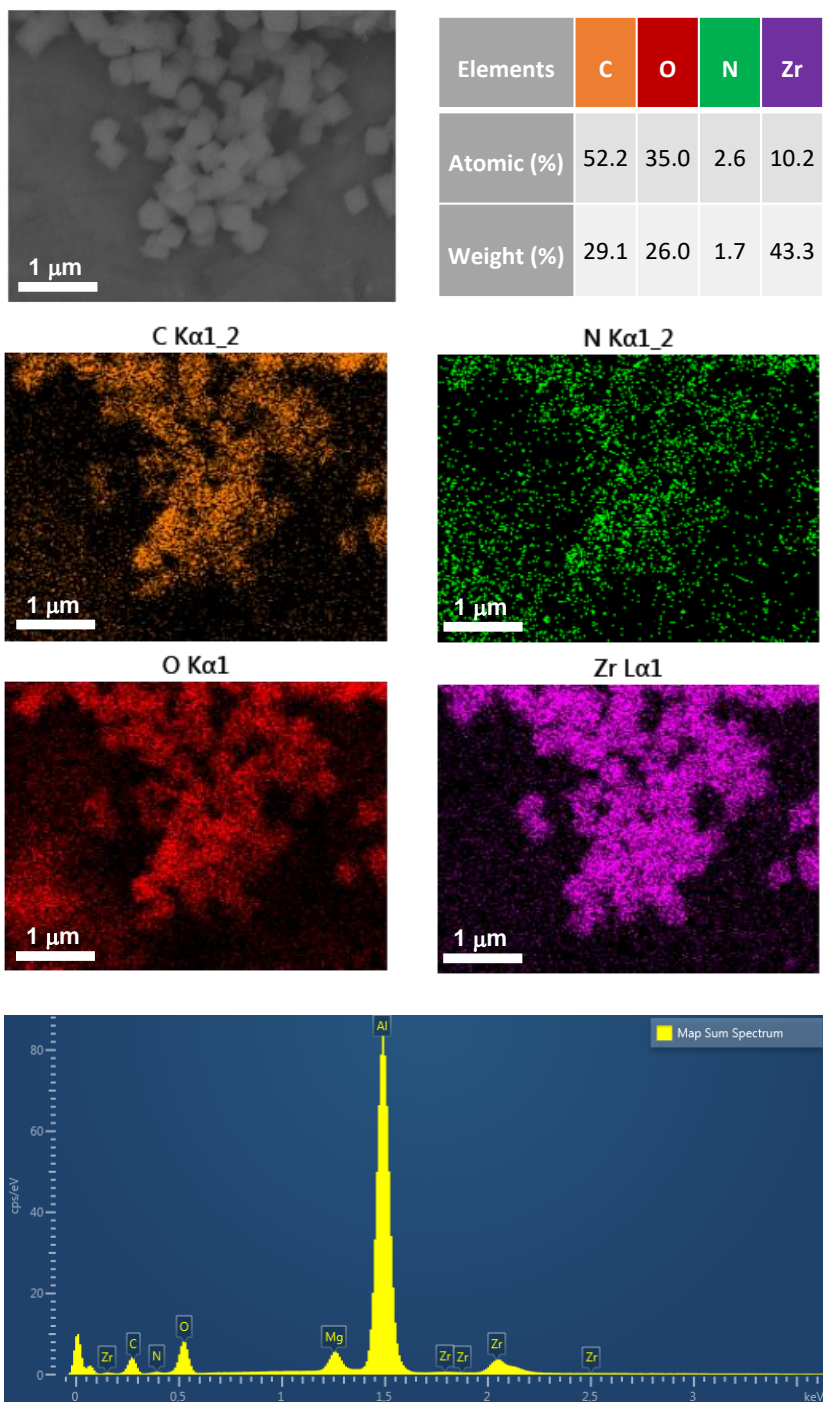 1 μm
Elements C O N Zr
Atomic (%) 52.2 35.0 2.6 10.2
Weight (%) 29.1 26.0 1.7 43.3
C Kα1_2
N Kα1_2
1 μm
1 μm
O Kα1
Zr Lα1
1 μm
1 μm
Map Sum Spectrum
Al
80
60
cps/eV
40
20
0
Zr
C
N
O
Mg
Zr
Zr
Zr
Zr
0
0.5
1
1.5
2
2.5
3
keV